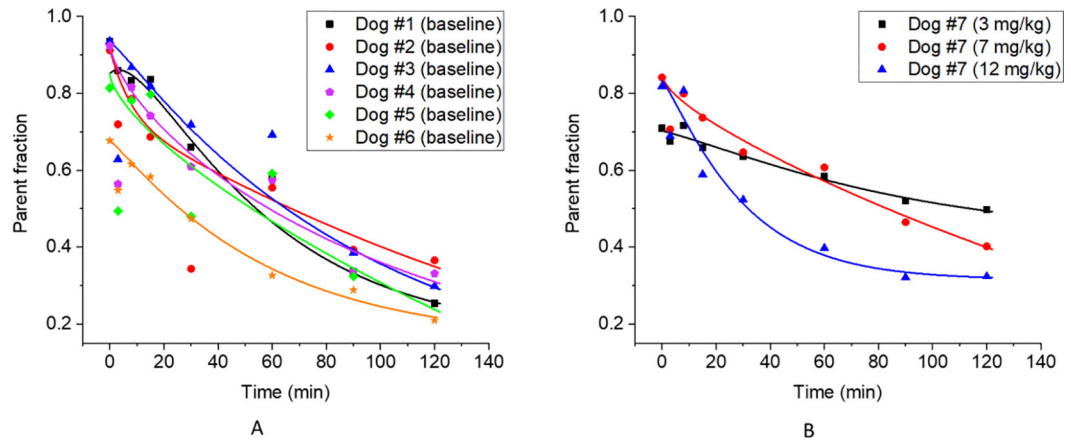 1.0
0.8
0.6
0.4
0.2
Parent fraction
0 20 40 60 80 100 120 140
Time (min)
Dog #1 (baseline)
Dog #2 (baseline)
Dog #3 (baseline)
Dog #4 (baseline)
Dog #5 (baseline)
Dog #6 (baseline)
A
1.0
0.8
0.6
0.4
0.2
Parent fraction
0 20 40 60 80 100 120 140
Time (min)
Dog #7 (3 mg/kg)
Dog #7 (7 mg/kg)
Dog #7 (12 mg/kg)
B